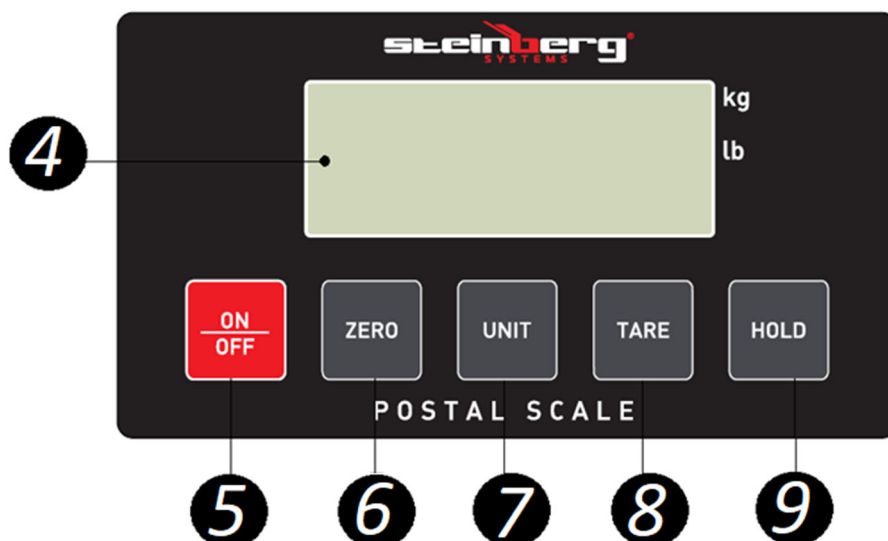 steinberg®
SYSTEMS
kg
lb
4
ON
OFF
ZERO
UNIT
TARE
HOLD
POSTAL SCALE
5
6
7
8
9